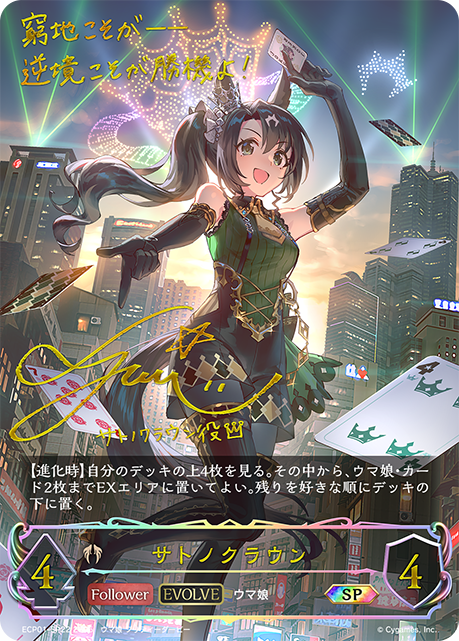 窮地こそが――
逆境こそが勝機よ!
サトノクラウン役
【進化時】自分のデッキの上4枚を見る。その中から、ウマ娘・カー
ド2枚までEXエリアに置いてよい。残りを好きな順にデッキの
下に置く。
サトノクラウン
4
4
Follower
EVOLVE
ウマ娘
SP
© Cygames, Inc.